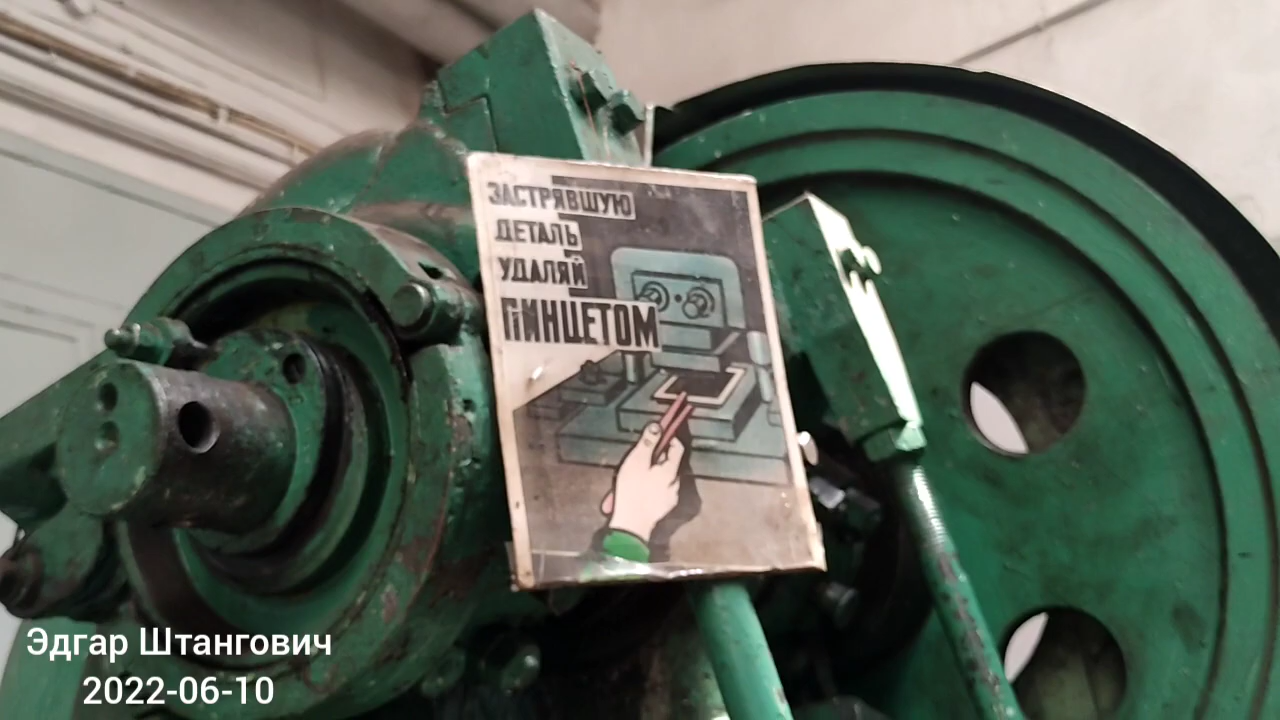 ЗАСТРЯВШУЮ
ДЕТАЛЬ
УДАЛЯЙ
ПИНЦЕТОМ
Эдгар Штангович
2022-06-10